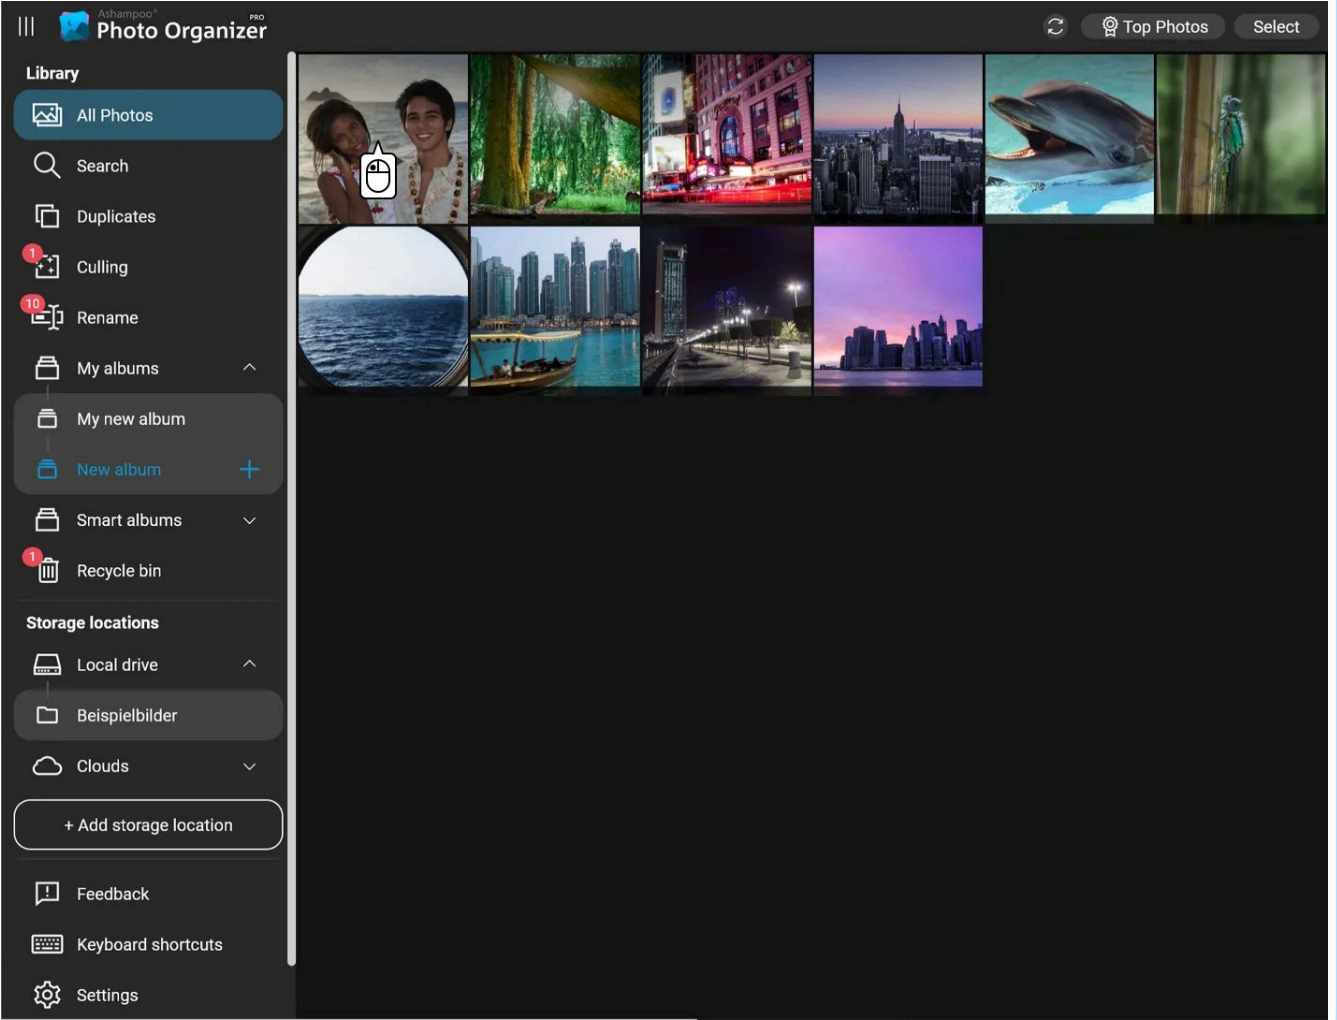 Ashampoo®
Photo Organizer PRO
Top Photos
Select
Library
All Photos
Search
Duplicates
1
Culling
10
Rename
My albums
My new album
New album
Smart albums
1
Recycle bin
Storage locations
Local drive
Beispielbilder
Clouds
+ Add storage location
Feedback
Keyboard shortcuts
Settings